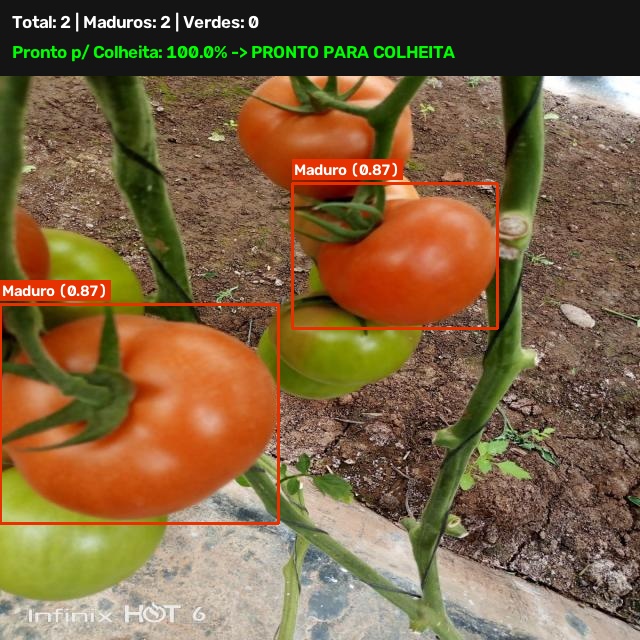 Total: 2 | Maduros: 2 | Verdes: 0
Pronto p/ Colheita: 100.0% -> PRONTO PARA COLHEITA
Maduro (0.87)
Maduro (0.87)
Infinix HOT 6